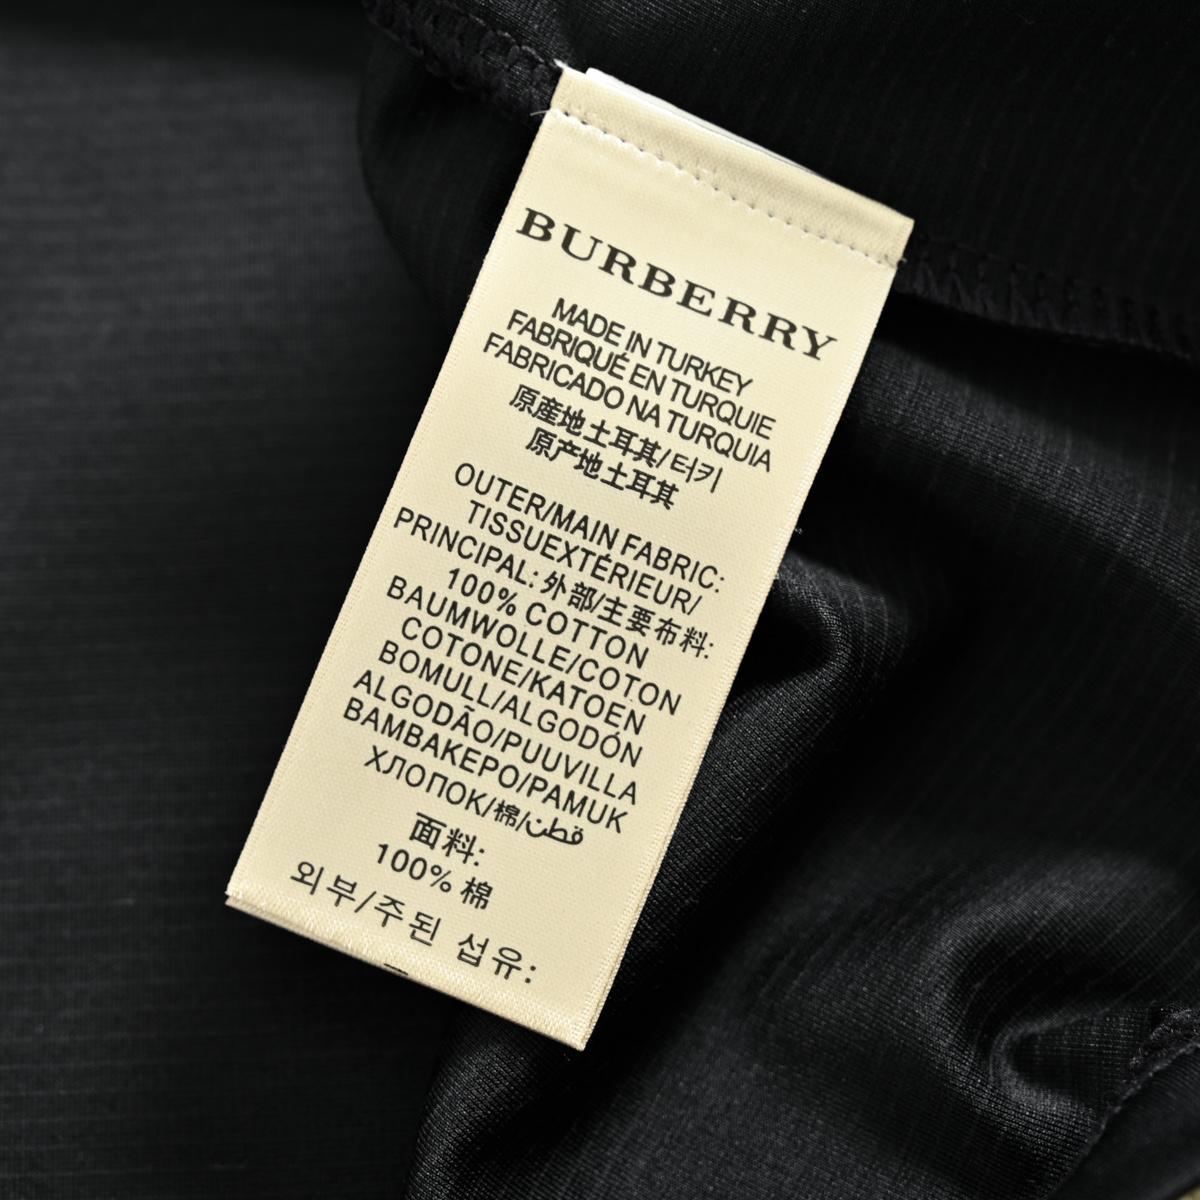 BURBERRY
MADE IN TURKEY
FABRIQUÉ EN TURQUIE
FABRICADO NA TURQUIA
原産地土耳其/터키
原产地土耳其
OUTER/MAIN FABRIC:
TISSUEXTÉRIEUR/
PRINCIPAL: 外部/主要布料:
100% COTTON
BAUMWOLLE/COTON
COTONE/KATOEN
BOMULL/ALGODÓN
ALGODÃO/PUUVILLA
BAMBAKEPO/PAMUK
ХЛОПОК/棉/قطن
面料:
100% 棉
외부/주된 섬유: